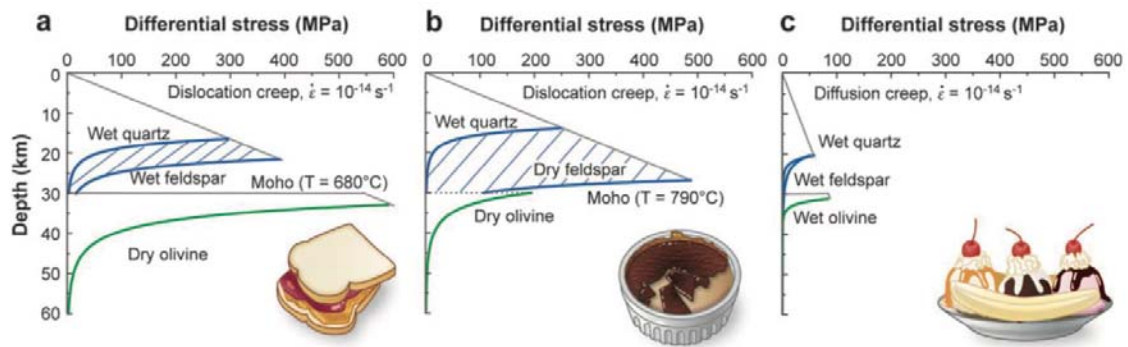 a
Differential stress (MPa)
0 100 200 300 400 500 600
Depth (km)
0
10
20
30
40
50
60
Dislocation creep, ε̇ = 10⁻¹⁴ s⁻¹
Wet quartz
Wet feldspar
Moho (T = 680°C)
Dry olivine
b
Differential stress (MPa)
0 100 200 300 400 500 600
Dislocation creep, ε̇ = 10⁻¹⁴ s⁻¹
Wet quartz
Dry feldspar
Moho (T = 790°C)
Dry olivine
c
Differential stress (MPa)
0 100 200 300 400 500 600
Diffusion creep, ε̇ = 10⁻¹⁴ s⁻¹
Wet quartz
Wet feldspar
Wet olivine